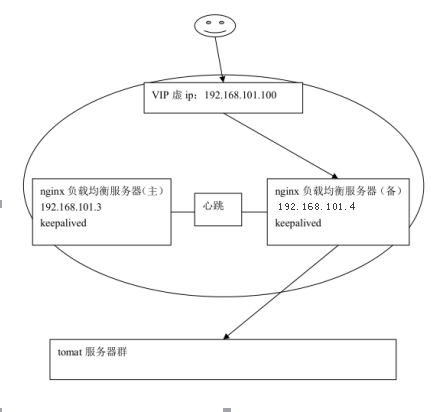 VIP 虚 ip：192.168.101.100
nginx 负载均衡服务器（主）
192.168.101.3
keepalived
心跳
nginx 负载均衡服务器（备）
192.168.101.4
keepalived
tomat 服务器群